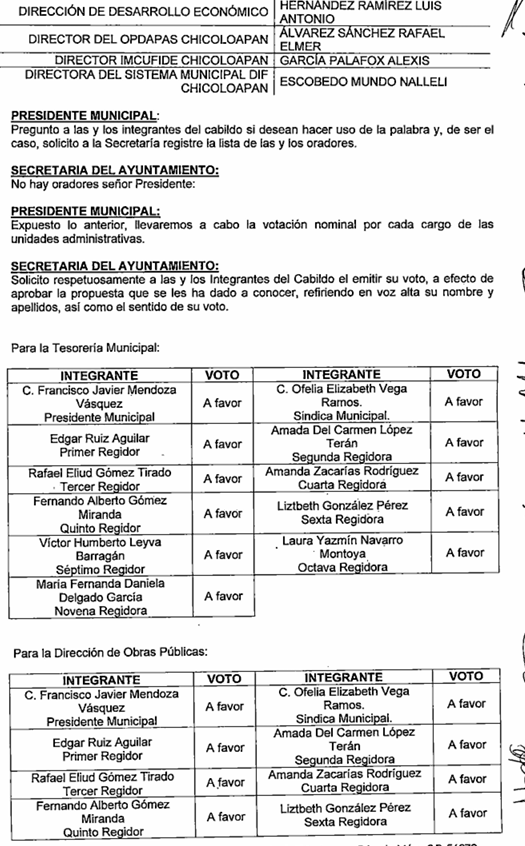 DIRECCIÓN DE DESARROLLO ECONÓMICO HERNÁNDEZ RAMÍREZ LUIS
ANTONIO
DIRECTOR DEL OPDAPAS CHICOLOAPAN ÁLVAREZ SÁNCHEZ RAFAEL
ELMER
DIRECTOR IMCUFIDE CHICOLOAPAN GARCÍA PALAFOX ALEXIS
DIRECTORA DEL SISTEMA MUNICIPAL DIF
CHICOLOAPAN ESCOBEDO MUNDO NALLELI
PRESIDENTE MUNICIPAL:
Pregunto a las y los integrantes del cabildo si desean hacer uso de la palabra y, de ser el
caso, solicito a la Secretaría registre la lista de las y los oradores.
SECRETARIA DEL AYUNTAMIENTO:
No hay oradores señor Presidente:
PRESIDENTE MUNICIPAL:
Expuesto lo anterior, llevaremos a cabo la votación nominal por cada cargo de las
unidades administrativas.
SECRETARIA DEL AYUNTAMIENTO:
Solicito respetuosamente a las y los Integrantes del Cabildo el emitir su voto, a efecto de
aprobar la propuesta que se les ha dado a conocer, refiriendo en voz alta su nombre y
apellidos, así como el sentido de su voto.
Para la Tesorería Municipal:
INTEGRANTE VOTO INTEGRANTE VOTO
C. Francisco Javier Mendoza
Vásquez
Presidente Municipal
A favor
C. Ofelia Elizabeth Vega
Ramos.
Sindica Municipal.
A favor
Edgar Ruiz Aguilar
Primer Regidor
A favor
Amada Del Carmen López
Terán
Segunda Regidora
A favor
Rafael Eliud Gómez Tirado
Tercer Regidor
A favor
Amanda Zacarías Rodríguez
Cuarta Regidora
A favor
Fernando Alberto Gómez
Miranda
Quinto Regidor
A favor
Liztbeth González Pérez
Sexta Regidora
A favor
Víctor Humberto Leyva
Barragán
Séptimo Regidor
A favor
Laura Yazmín Navarro
Montoya
Octava Regidora
A favor
María Fernanda Daniela
Delgado García
Novena Regidora
A favor
Para la Dirección de Obras Públicas:
INTEGRANTE VOTO INTEGRANTE VOTO
C. Francisco Javier Mendoza
Vásquez
Presidente Municipal
A favor
C. Ofelia Elizabeth Vega
Ramos.
Sindica Municipal.
A favor
Edgar Ruiz Aguilar
Primer Regidor
A favor
Amada Del Carmen López
Terán
Segunda Regidora
A favor
Rafael Eliud Gómez Tirado
Tercer Regidor
A favor
Amanda Zacarías Rodríguez
Cuarta Regidora
A favor
Fernando Alberto Gómez
Miranda
Quinto Regidor
A favor
Liztbeth González Pérez
Sexta Regidora
A favor